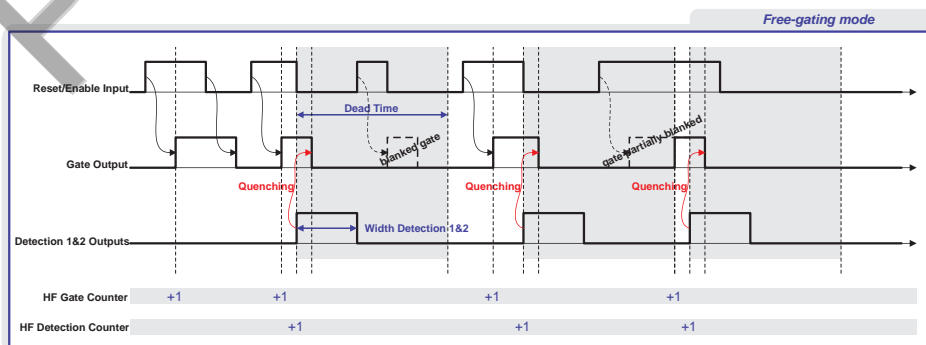 Free-gating mode
Reset/Enable Input
Dead Time
Gate Output
blanked gate
gate partially blanked
Quenching
Quenching
Quenching
Width Detection 1&2
Detection 1&2 Outputs
HF Gate Counter +1 +1 +1 +1
HF Detection Counter +1 +1 +1